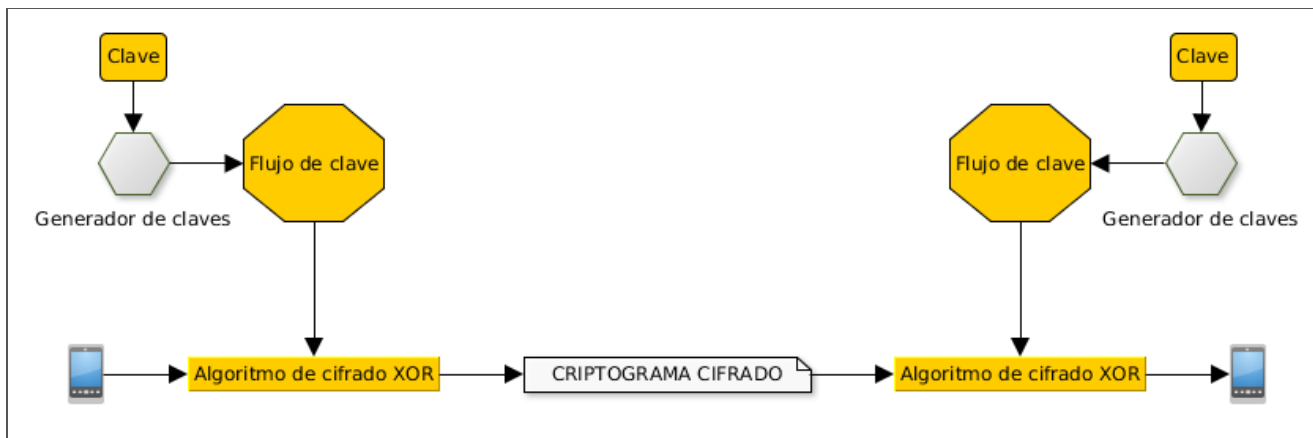 Clave
Clave
Flujo de clave
Flujo de clave
Generador de claves
Generador de claves
Algoritmo de cifrado XOR
CRIPTOGRAMA CIFRADO
Algoritmo de cifrado XOR